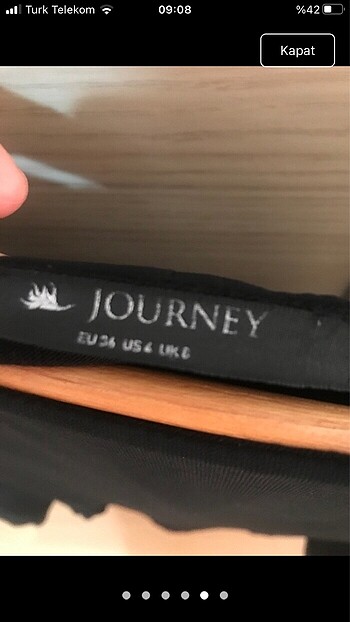 Turk Telekom 09:08 %42
Kapat
JOURNEY
EU 36 US 4 UK 8